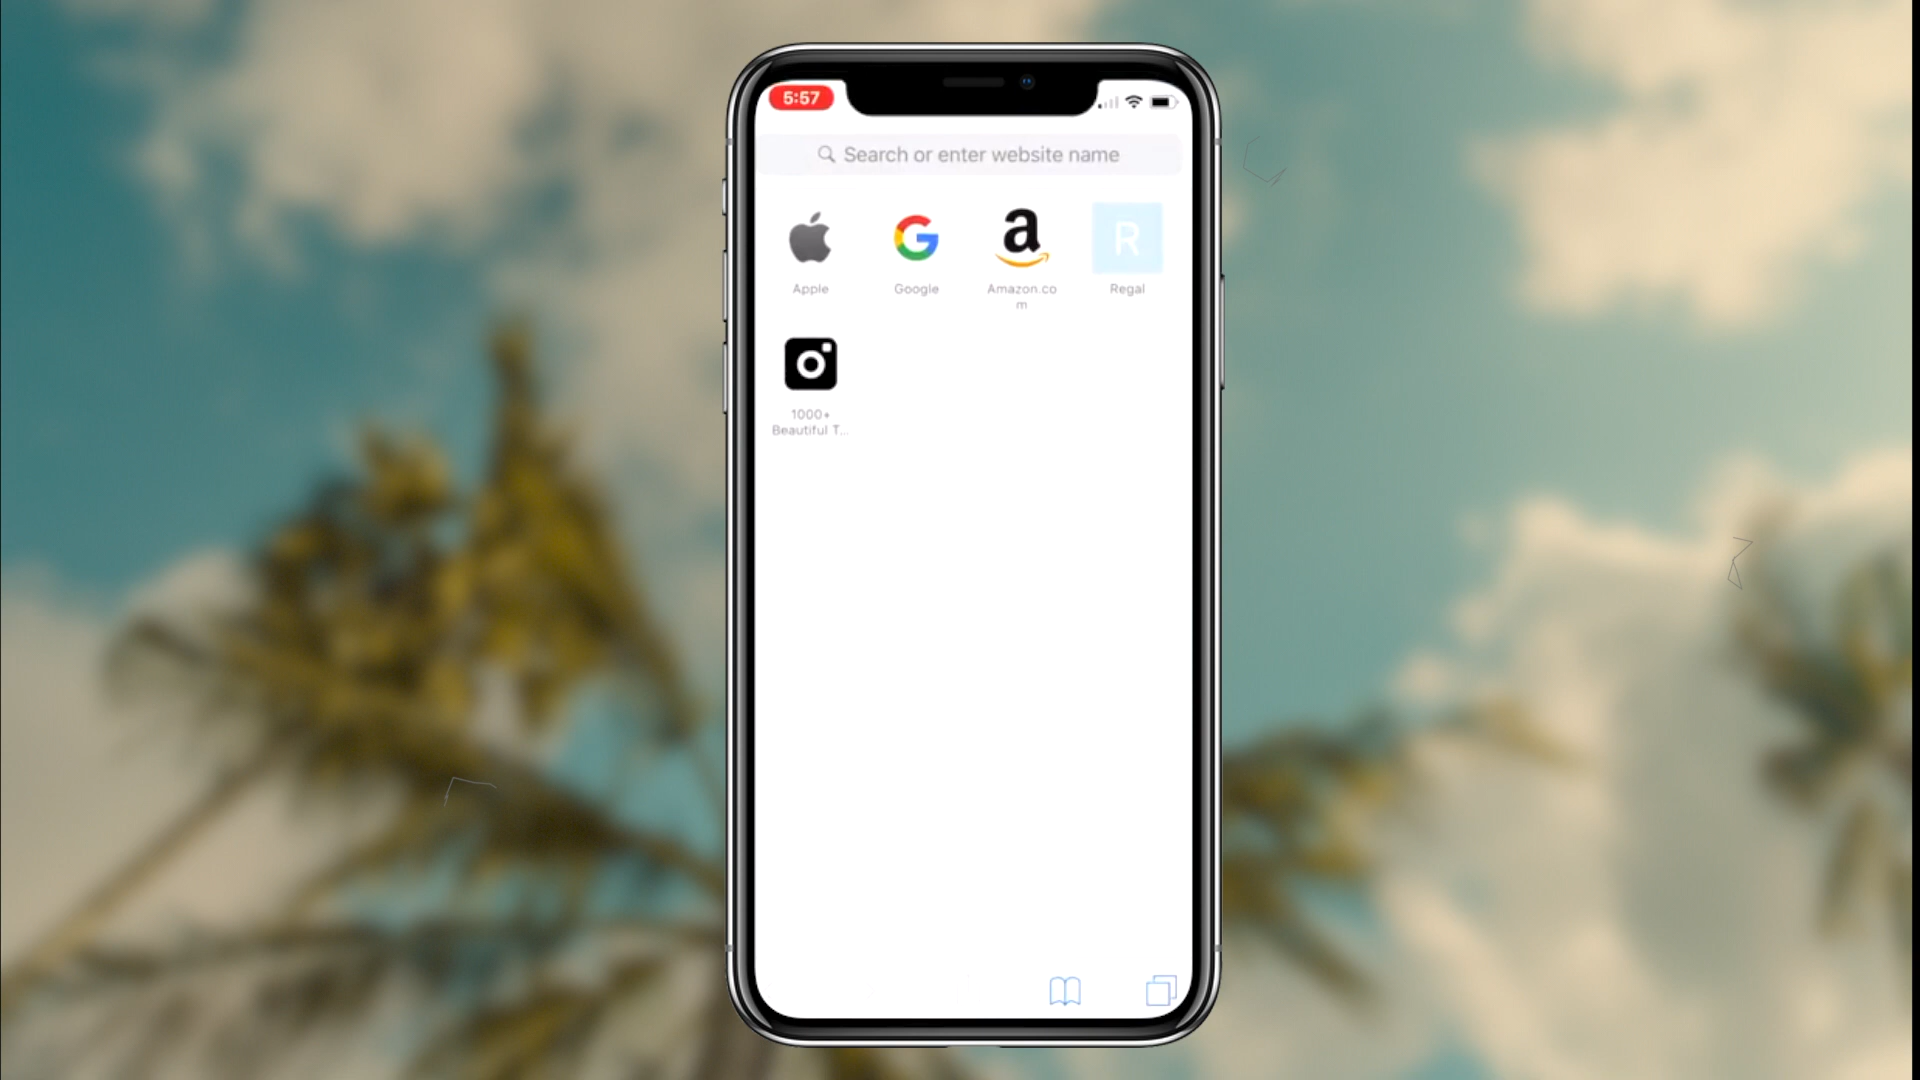 5:57
Search or enter website name
a
R
Apple
Google
Amazon.co
m
Regal
1000+
Beautiful T...